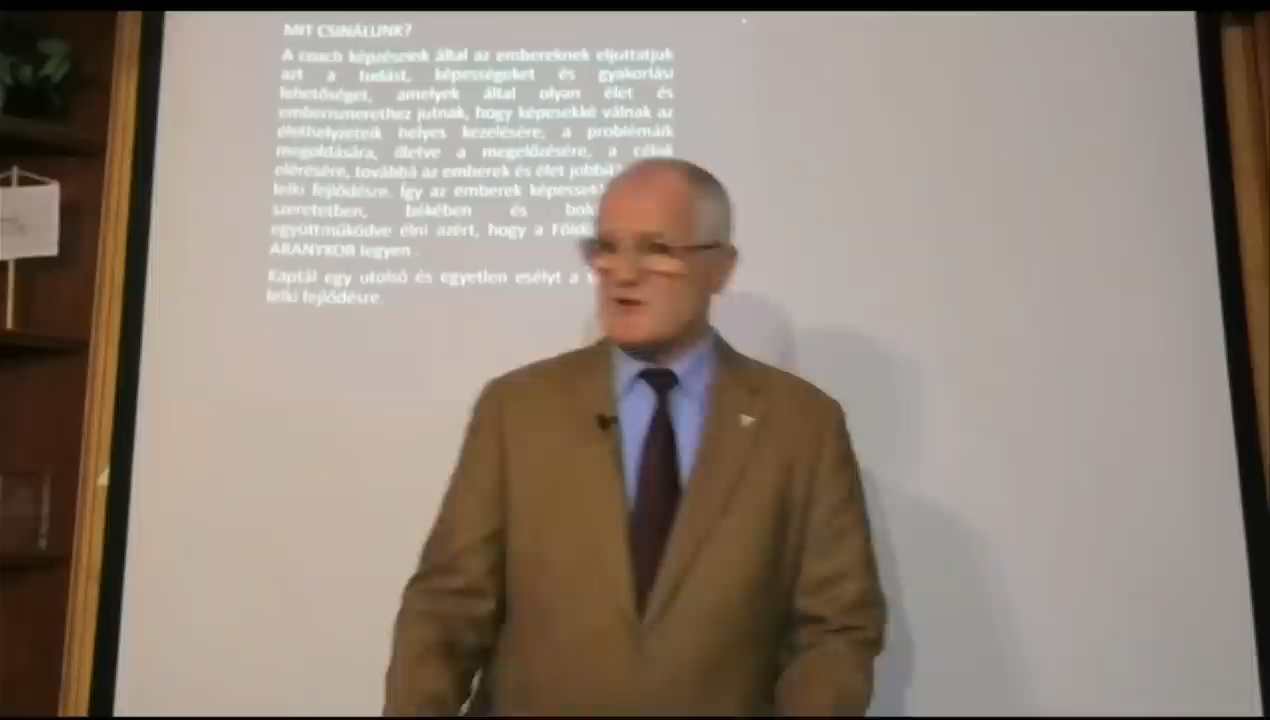 MIT CSINÁLUNK?
A coach képzéseink által az embereknek eljuttatjuk
azt a tudást, képességeket és gyakorlási
lehetőséget, amelyek által olyan élet és
emberismerethez jutnak, hogy képesekké válnak az
élethelyzeteik helyes kezelésére, a problémáik
megoldására, illetve a megelőzésére, a célok
elérésére, továbbá az emberek és élet jobbá
lelki fejlődésre. Így az emberek képessek
szeretetben, békében és bol
együttműködve élni azért, hogy a Föld
ARANYKOR legyen .
Kaptál egy utolsó és egyetlen esélyt a
lelki fejlődésre.